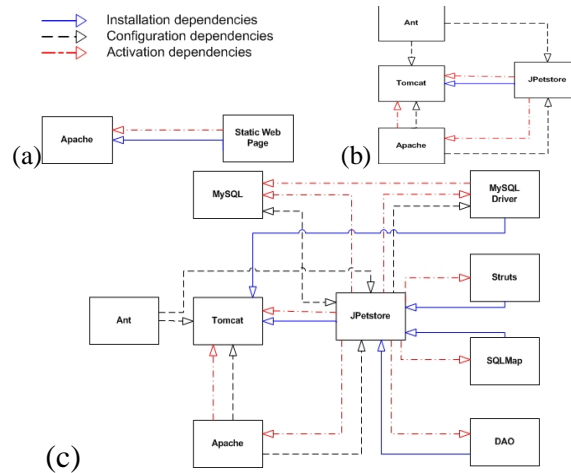 Installation dependencies
Configuration dependencies
Activation dependencies
(a)
Apache
Static Web
Page
(b)
Ant
Tomcat
JPetstore
Apache
(c)
MySQL
MySQL
Driver
Ant
Tomcat
JPetstore
Struts
SQLMap
Apache
DAO